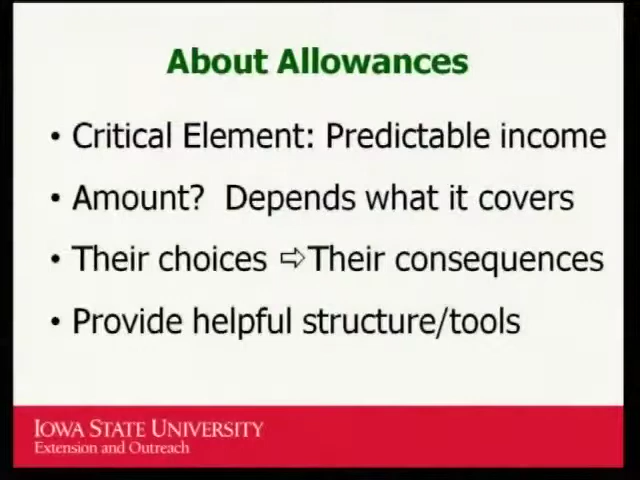 About Allowances
• Critical Element: Predictable income
• Amount? Depends what it covers
• Their choices ⇨Their consequences
• Provide helpful structure/tools
IOWA STATE UNIVERSITY
Extension and Outreach